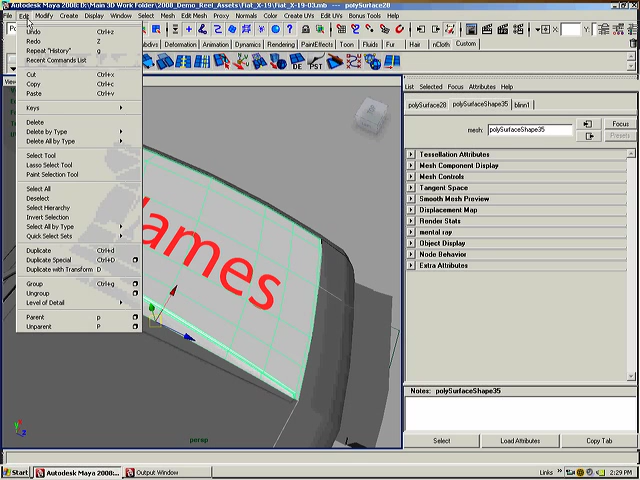 Autodesk Maya 2008: D:\Main 3D Work Folder\2008_Demo_Reel_Assets\Fiat_X-19\Fiat_X-19-03.mb --- polySurface28
File Edit Modify Create Display Window Select Mesh Edit Mesh Proxy Normals Color Create UVs Edit UVs Bonus Tools Help
Subdivs Deformation Animation Dynamics Rendering PaintEffects Toon Fluids Fur Hair nCloth Custom
Undo Ctrl+z
Redo Z
Repeat "History" g
Recent Commands List
Cut Ctrl+x
Copy Ctrl+c
Paste Ctrl+v
Keys
Delete
Delete by Type
Delete All by Type
Select Tool
Lasso Select Tool
Paint Selection Tool
Select All
Deselect
Select Hierarchy
Invert Selection
Select All by Type
Quick Select Sets
Duplicate Ctrl+d
Duplicate Special Ctrl+D
Duplicate with Transform D
Group Ctrl+g
Ungroup
Level of Detail
Parent p
Unparent P
ames
persp
List Selected Focus Attributes Help
polySurface28 polySurfaceShape35 blinn1
mesh: polySurfaceShape35
Focus
Presets
Tessellation Attributes
Mesh Component Display
Mesh Controls
Tangent Space
Smooth Mesh Preview
Displacement Map
Render Stats
mental ray
Object Display
Node Behavior
Extra Attributes
Notes: polySurfaceShape35
Select Load Attributes Copy Tab
Start Autodesk Maya 2008:... Output Window Links 2:29 PM